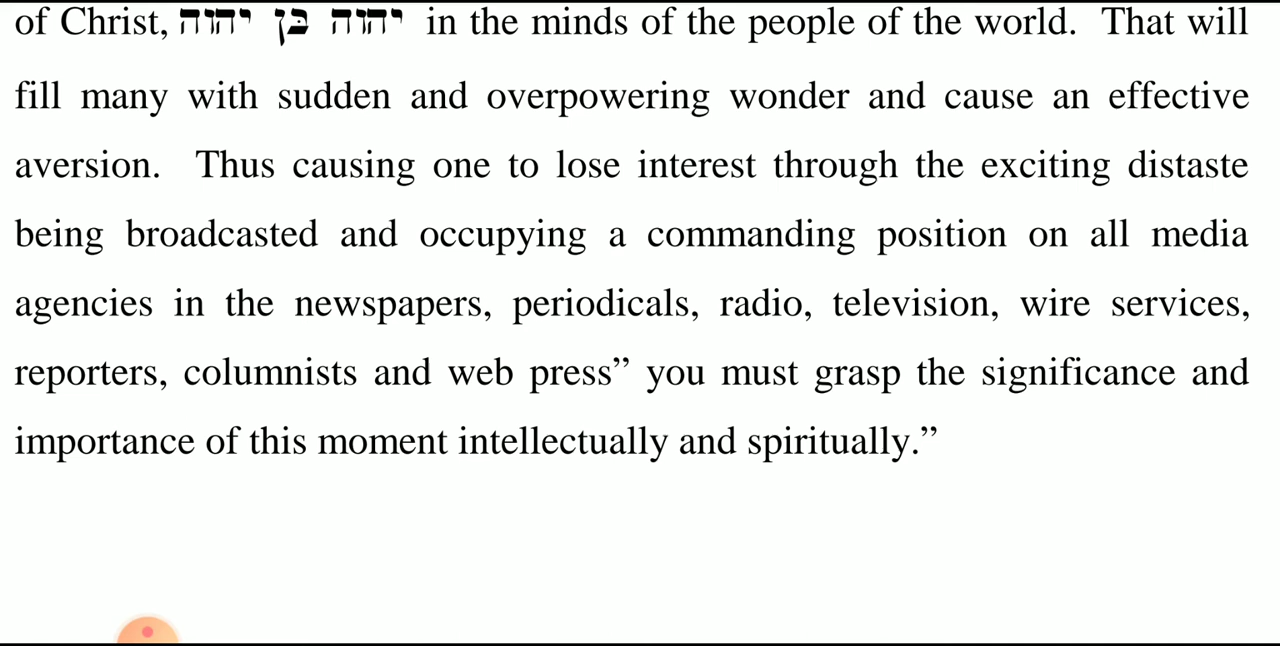 of Christ, יהוה בן יהוה in the minds of the people of the world. That will
fill many with sudden and overpowering wonder and cause an effective
aversion. Thus causing one to lose interest through the exciting distaste
being broadcasted and occupying a commanding position on all media
agencies in the newspapers, periodicals, radio, television, wire services,
reporters, columnists and web press” you must grasp the significance and
importance of this moment intellectually and spiritually.”